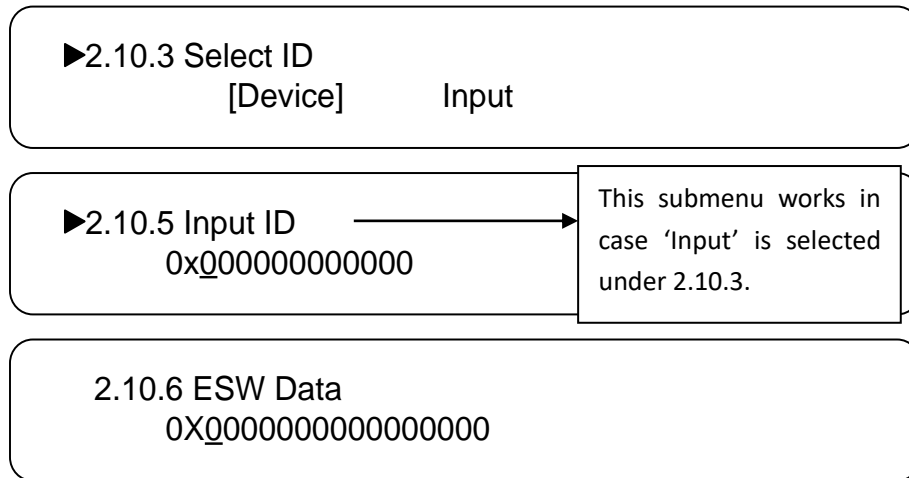 ▶2.10.3 Select ID
[Device] Input
▶2.10.5 Input ID
0x000000000000
This submenu works in
case ‘Input’ is selected
under 2.10.3.
2.10.6 ESW Data
0X0000000000000000